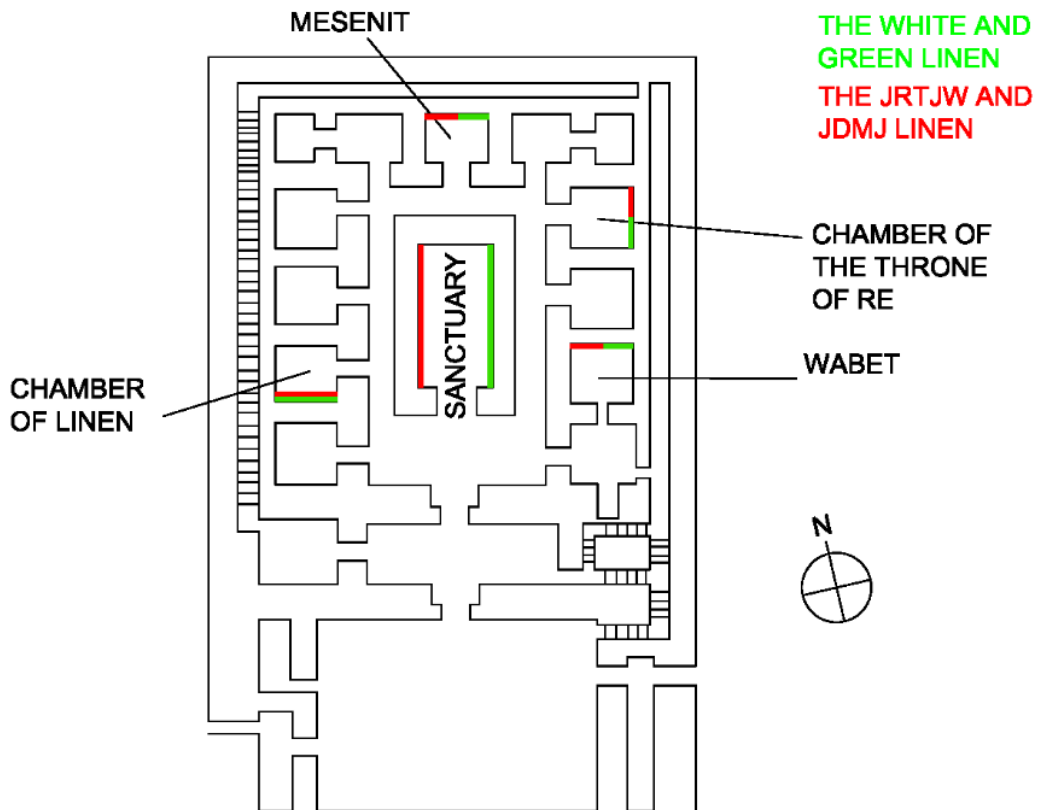 MESENIT
THE WHITE AND
GREEN LINEN
THE JRTJW AND
JDMJ LINEN
CHAMBER OF
THE THRONE
OF RE
SANCTUARY
WABET
CHAMBER
OF LINEN
N